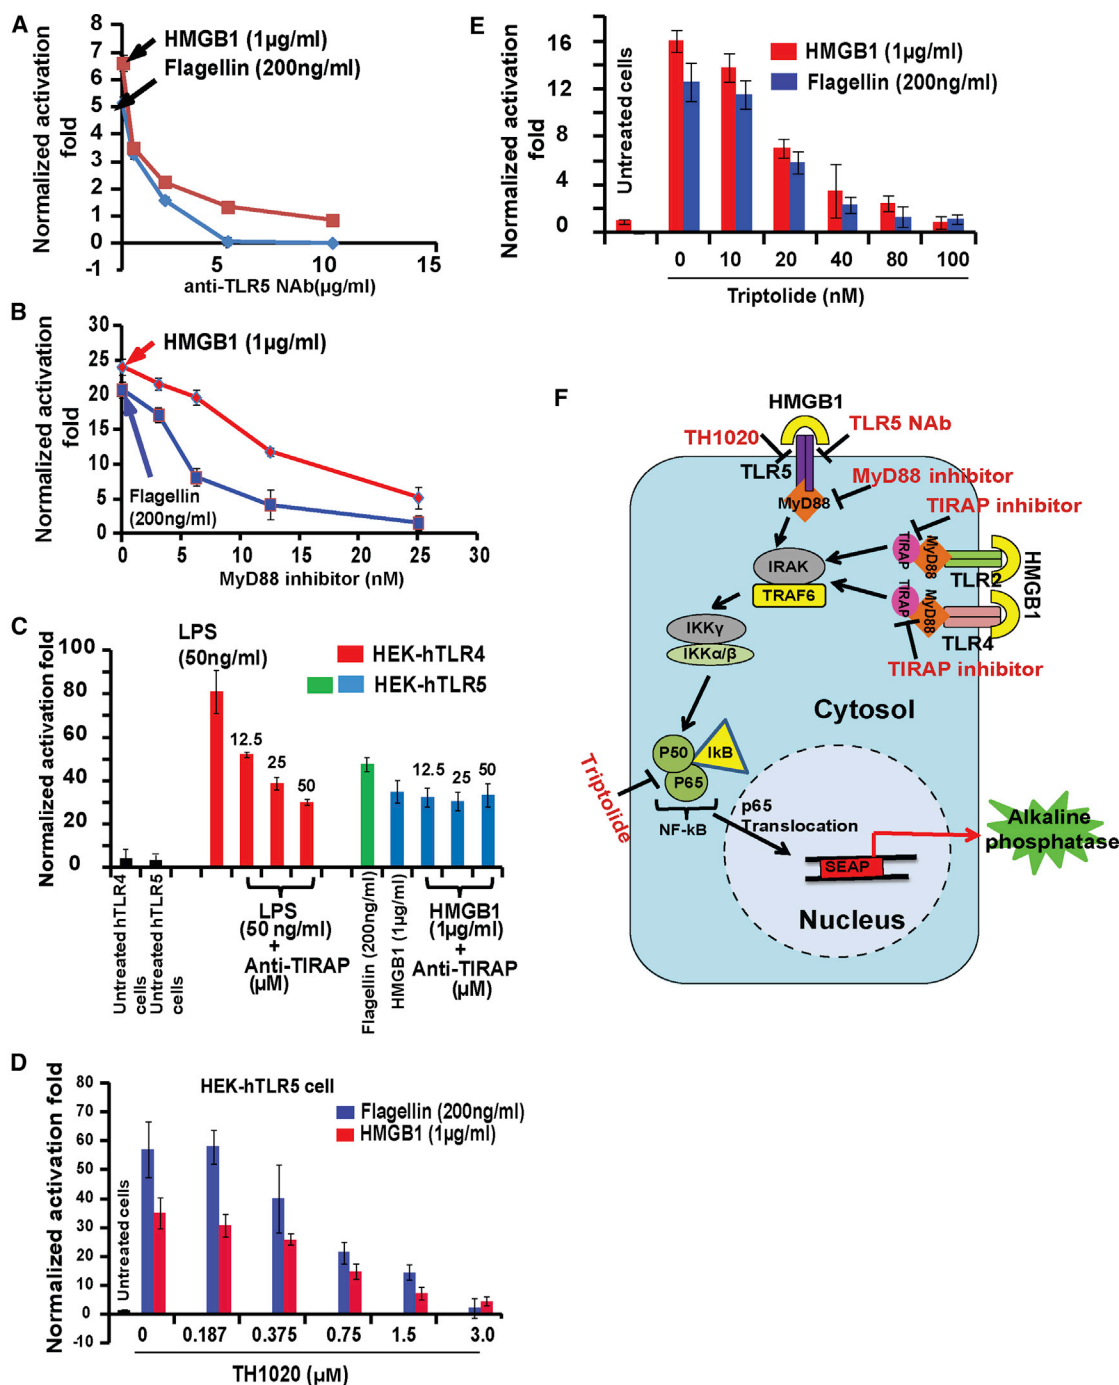 A
Normalized activation
fold
8
7
6
5
4
3
2
1
0
-1
HMGB1 (1µg/ml)
Flagellin (200ng/ml)
5
10
15
anti-TLR5 NAb(µg/ml)
B
Normalized activation
fold
30
25
20
15
10
5
0
HMGB1 (1µg/ml)
Flagellin
(200ng/ml)
0
5
10
15
20
25
30
MyD88 inhibitor (nM)
C
Normalized activation fold
100
80
60
40
20
0
LPS
(50ng/ml)
HEK-hTLR4
HEK-hTLR5
12.5
25
50
12.5
25
50
Untreated hTLR4
cells
Untreated hTLR5
cells
LPS
(50 ng/ml)
+
Anti-TIRAP
(µM)
Flagellin (200ng/ml)
HMGB1 (1µg/ml)
HMGB1
(1µg/ml)
+
Anti-TIRAP
(µM)
D
Normalized activation fold
80
70
60
50
40
30
20
10
0
-10
HEK-hTLR5 cell
Flagellin (200ng/ml)
HMGB1 (1µg/ml)
Untreated cells
0
0.187
0.375
0.75
1.5
3.0
TH1020 (µM)
E
Normalized activation
fold
16
12
8
4
0
Untreated cells
HMGB1 (1µg/ml)
Flagellin (200ng/ml)
0
10
20
40
80
100
Triptolide (nM)
F
HMGB1
TH1020
TLR5 NAb
TLR5
MyD88
MyD88 inhibitor
TIRAP inhibitor
IRAK
TRAF6
TIRAP
MyD88
TLR2
HMGB1
TIRAP
MyD88
TLR4
TIRAP inhibitor
IKKγ
IKKα/β
Cytosol
P50
IkB
P65
Triptolide
NF-kB
p65
Translocation
SEAP
Nucleus
Alkaline
phosphatase